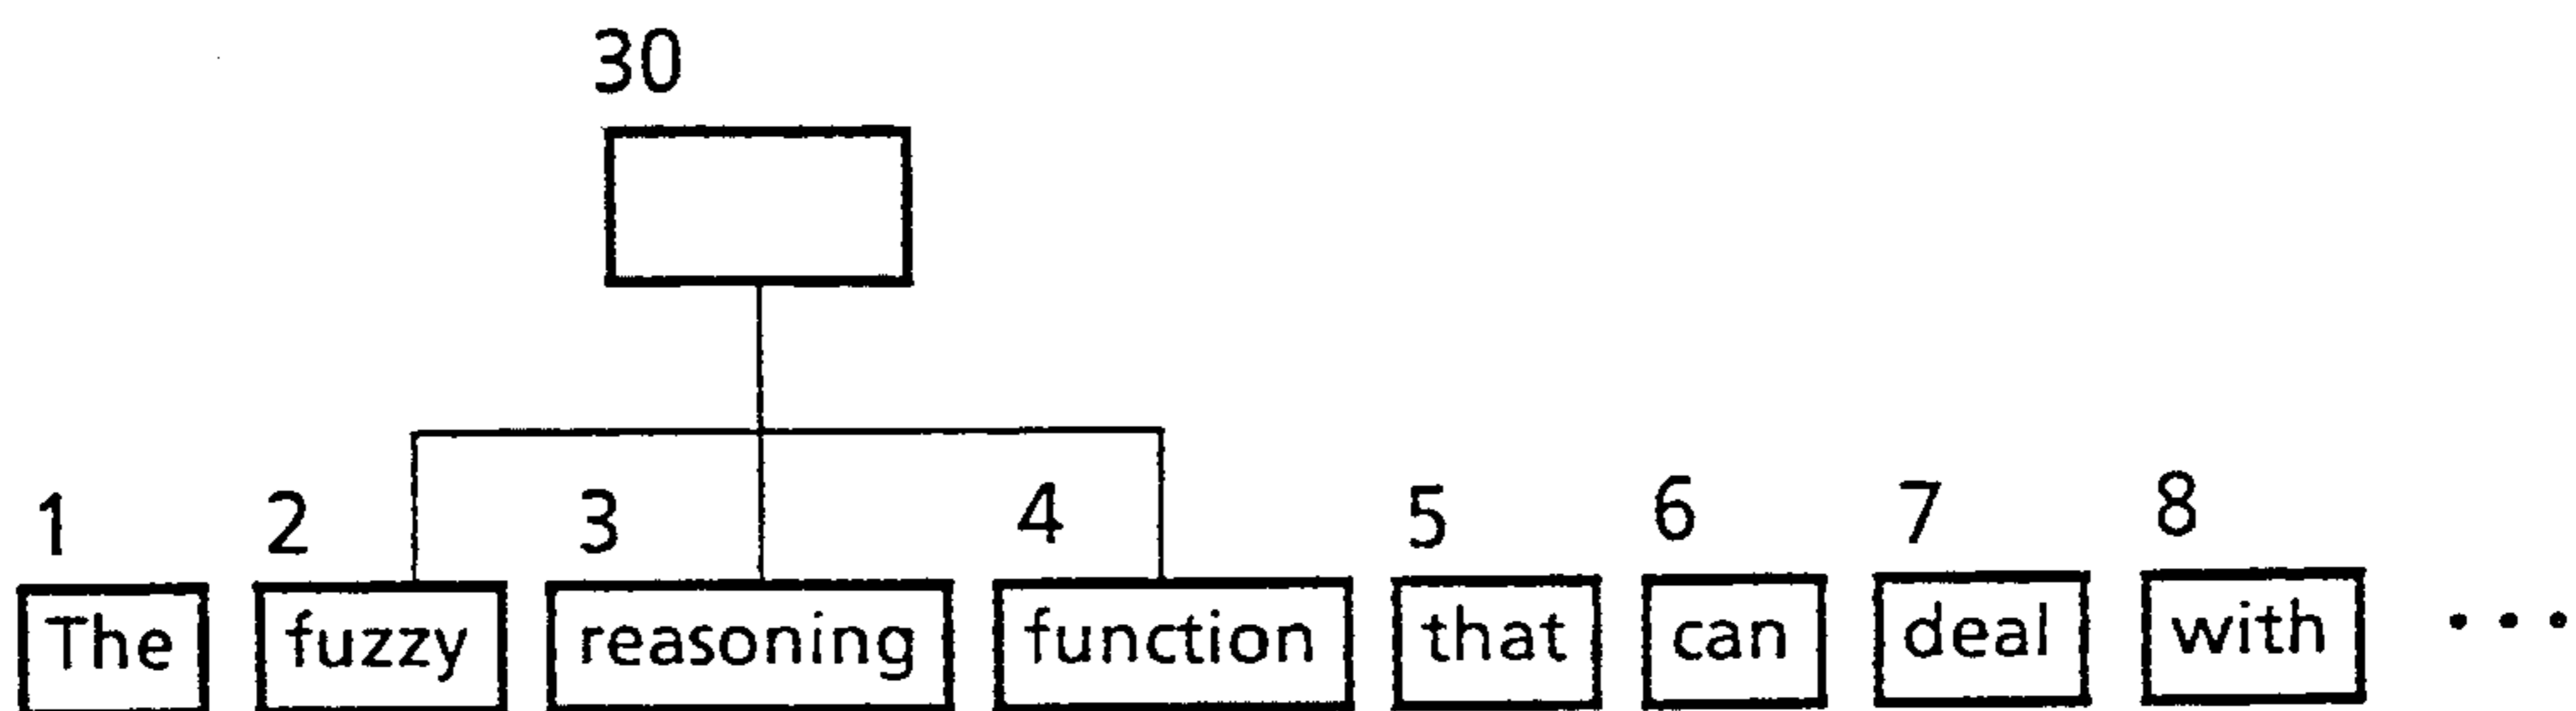 30
1 2 3 4 5 6 7 8
The fuzzy reasoning function that can deal with • • •